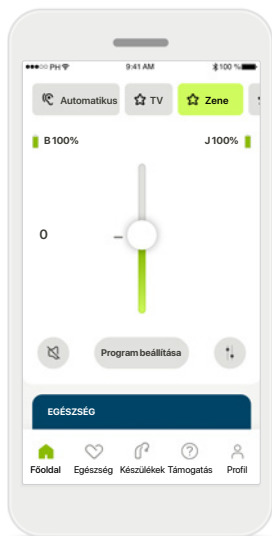 ●●●○○ PH 9:41 AM 100 %
Automatikus TV Zene
B 100% J 100%
0
Program beállítása
EGÉSZSÉG
Főoldal Egészség Készülékek Támogatás Profil